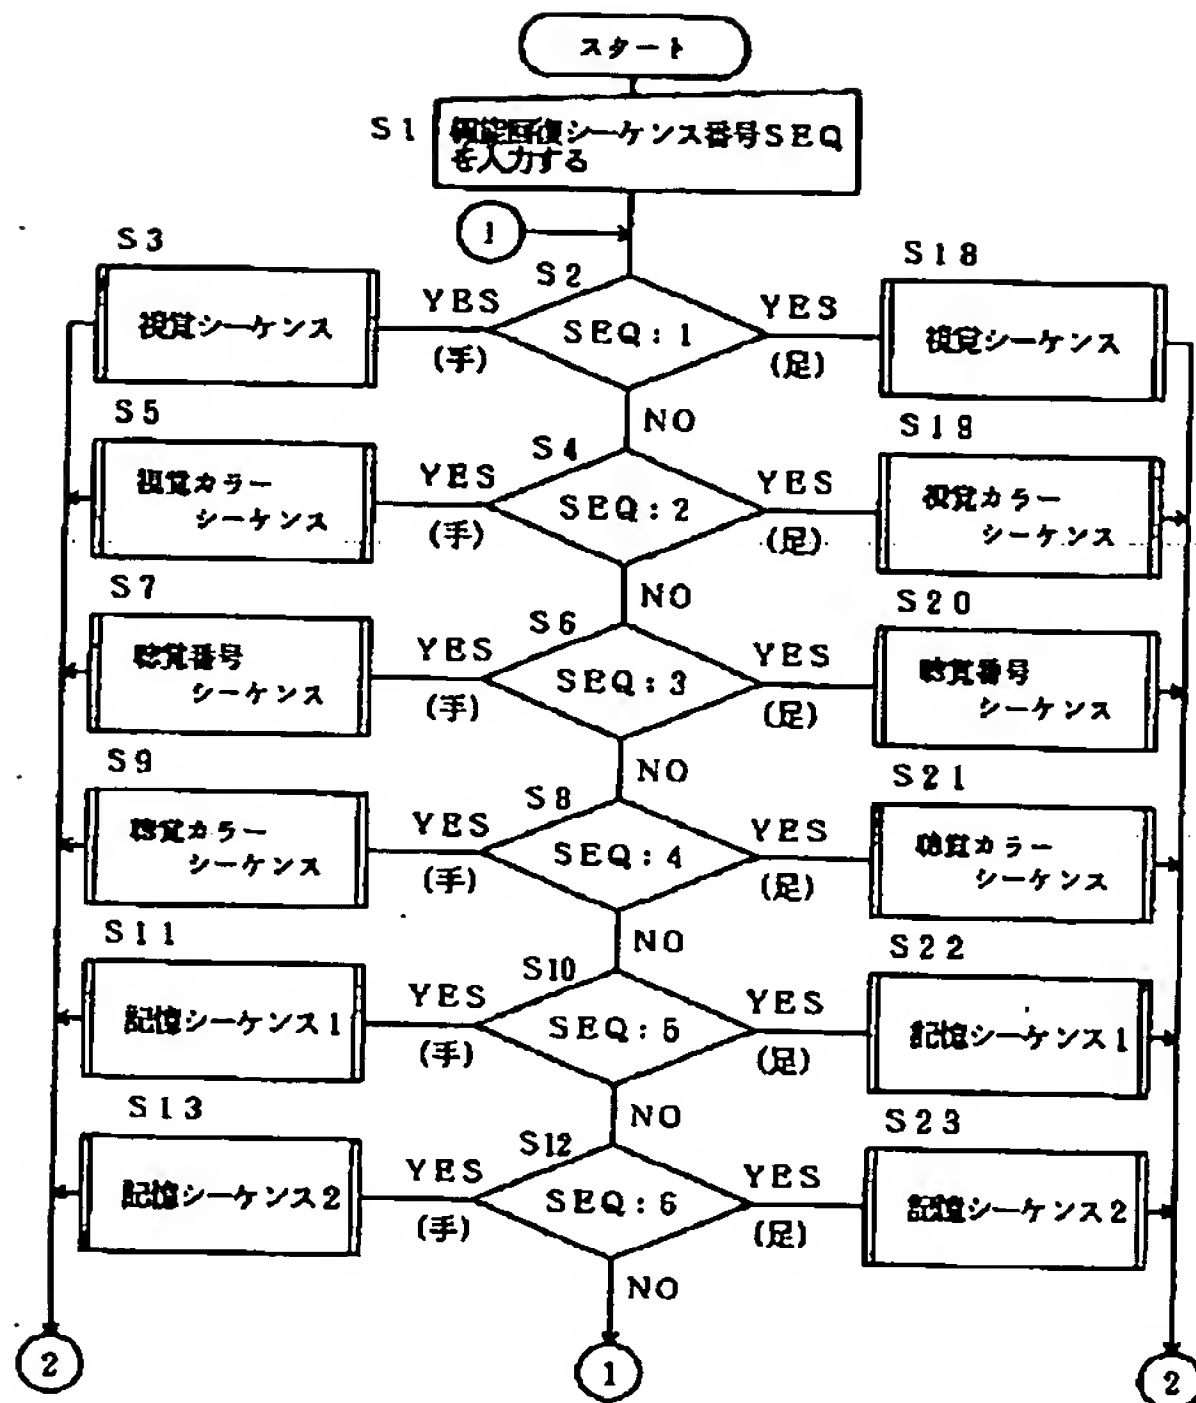 スタート
S1
機能回復シーケンス番号SEQ
を入力する
1
S3
視覚シーケンス
YES
(手)
S2
SEQ:1
YES
(足)
S18
視覚シーケンス
NO
S5
視覚カラー
シーケンス
YES
(手)
S4
SEQ:2
YES
(足)
S19
視覚カラー
シーケンス
NO
S7
聴覚番号
シーケンス
YES
(手)
S6
SEQ:3
YES
(足)
S20
聴覚番号
シーケンス
NO
S9
聴覚カラー
シーケンス
YES
(手)
S8
SEQ:4
YES
(足)
S21
聴覚カラー
シーケンス
NO
S11
記憶シーケンス1
YES
(手)
S10
SEQ:5
YES
(足)
S22
記憶シーケンス1
NO
S13
記憶シーケンス2
YES
(手)
S12
SEQ:6
YES
(足)
S23
記憶シーケンス2
NO
2
1
2